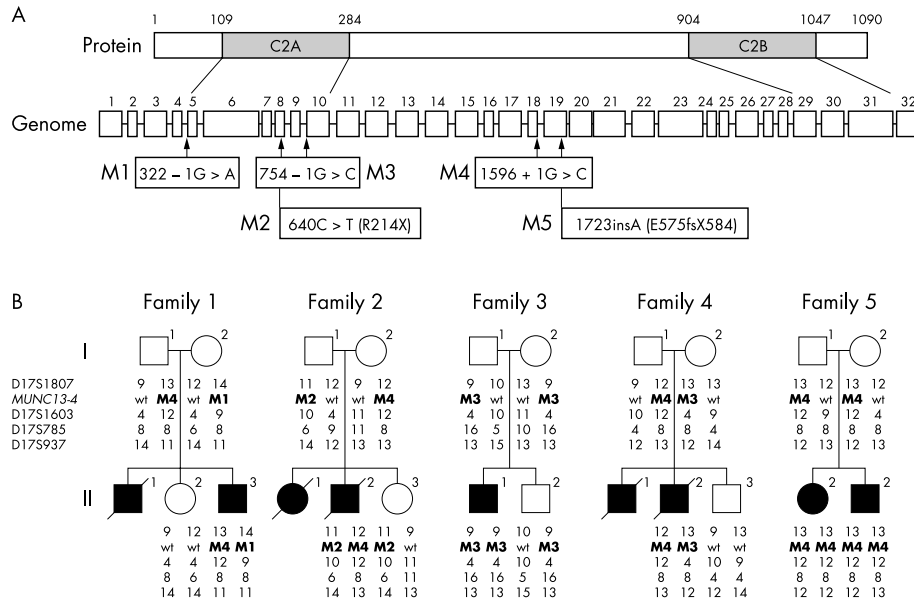 A
1 109 284 904 1047 1090
Protein C2A C2B
1 2 3 4 5 6 7 8 9 10 11 12 13 14 15 16 17 18 19 20 21 22 23 24 25 26 27 28 29 30 31 32
Genome
M1 322 – 1G > A 754 – 1G > C M3 M4 1596 + 1G > C
M2 640C > T (R214X) M5 1723insA (E575fsX584)
B Family 1 Family 2 Family 3 Family 4 Family 5
I 1 2 1 2 1 2 1 2 1 2
D17S1807 9 13 12 14 11 12 9 12 9 10 13 9 9 12 13 13 13 12 13 12
MUNC13-4 wt M4 wt M1 M2 wt wt M4 M3 wt wt M3 wt M4 M3 wt M4 wt M4 wt
D17S1603 4 12 4 9 10 4 11 12 4 10 11 4 10 12 4 9 12 9 12 4
D17S785 8 8 6 8 6 9 11 8 16 5 10 16 4 8 8 4 8 8 8 8
D17S937 14 11 14 11 14 12 13 13 13 15 11 13 12 13 12 14 12 12 12 13
II 1 2 3 1 2 3 1 2 1 2 3 2 2
9 12 13 14 11 12 11 9 9 9 10 9 12 13 9 13 13 13 13 13
wt wt M4 M1 M2 M4 M2 wt M3 M3 wt M3 M4 M3 wt wt M4 M4 M4 M4
4 4 12 9 10 12 10 11 4 4 10 4 12 4 10 9 12 12 12 12
8 6 8 8 6 8 6 11 16 16 5 16 8 8 12 4 8 8 8 8
14 14 11 11 14 13 14 13 13 13 15 13 13 12 12 14 12 12 12 12